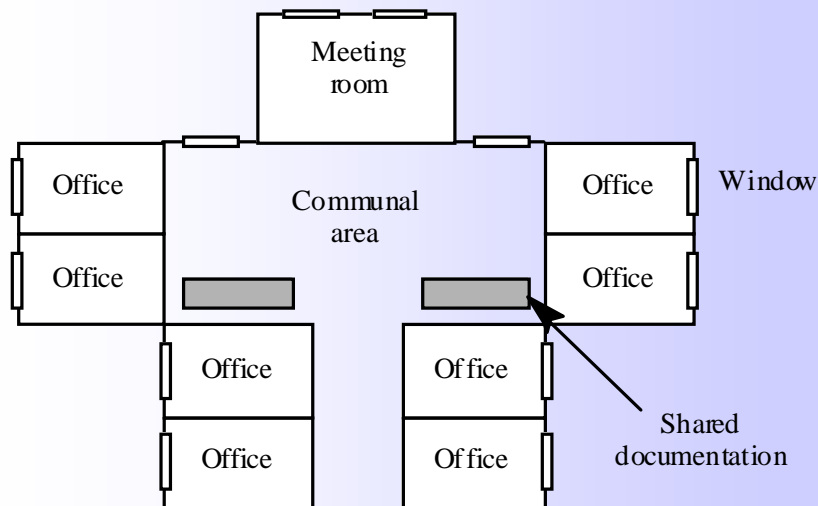 Meeting
room
Office
Office
Window
Communal
area
Office
Office
Office
Office
Shared
documentation
Office
Office